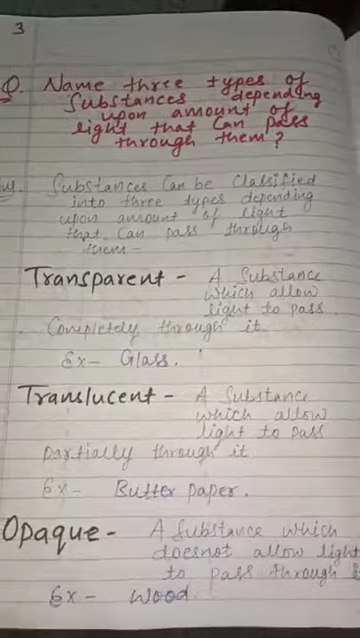 3
Q. Name three types of
Substances depending
upon amount of
light that Can pass
through them?
Substances Can be Classified
into three types depending
upon amount of light
that Can pass through
them-
Transparent - A Substance
which allow
light to pass
Completely through it.
Ex- Glass.
Translucent - A Substance
which allow
light to pass
partially through it
Ex- Butter paper.
Opaque - A Substance which
doesnot allow light
to pass through
Ex- Wood.